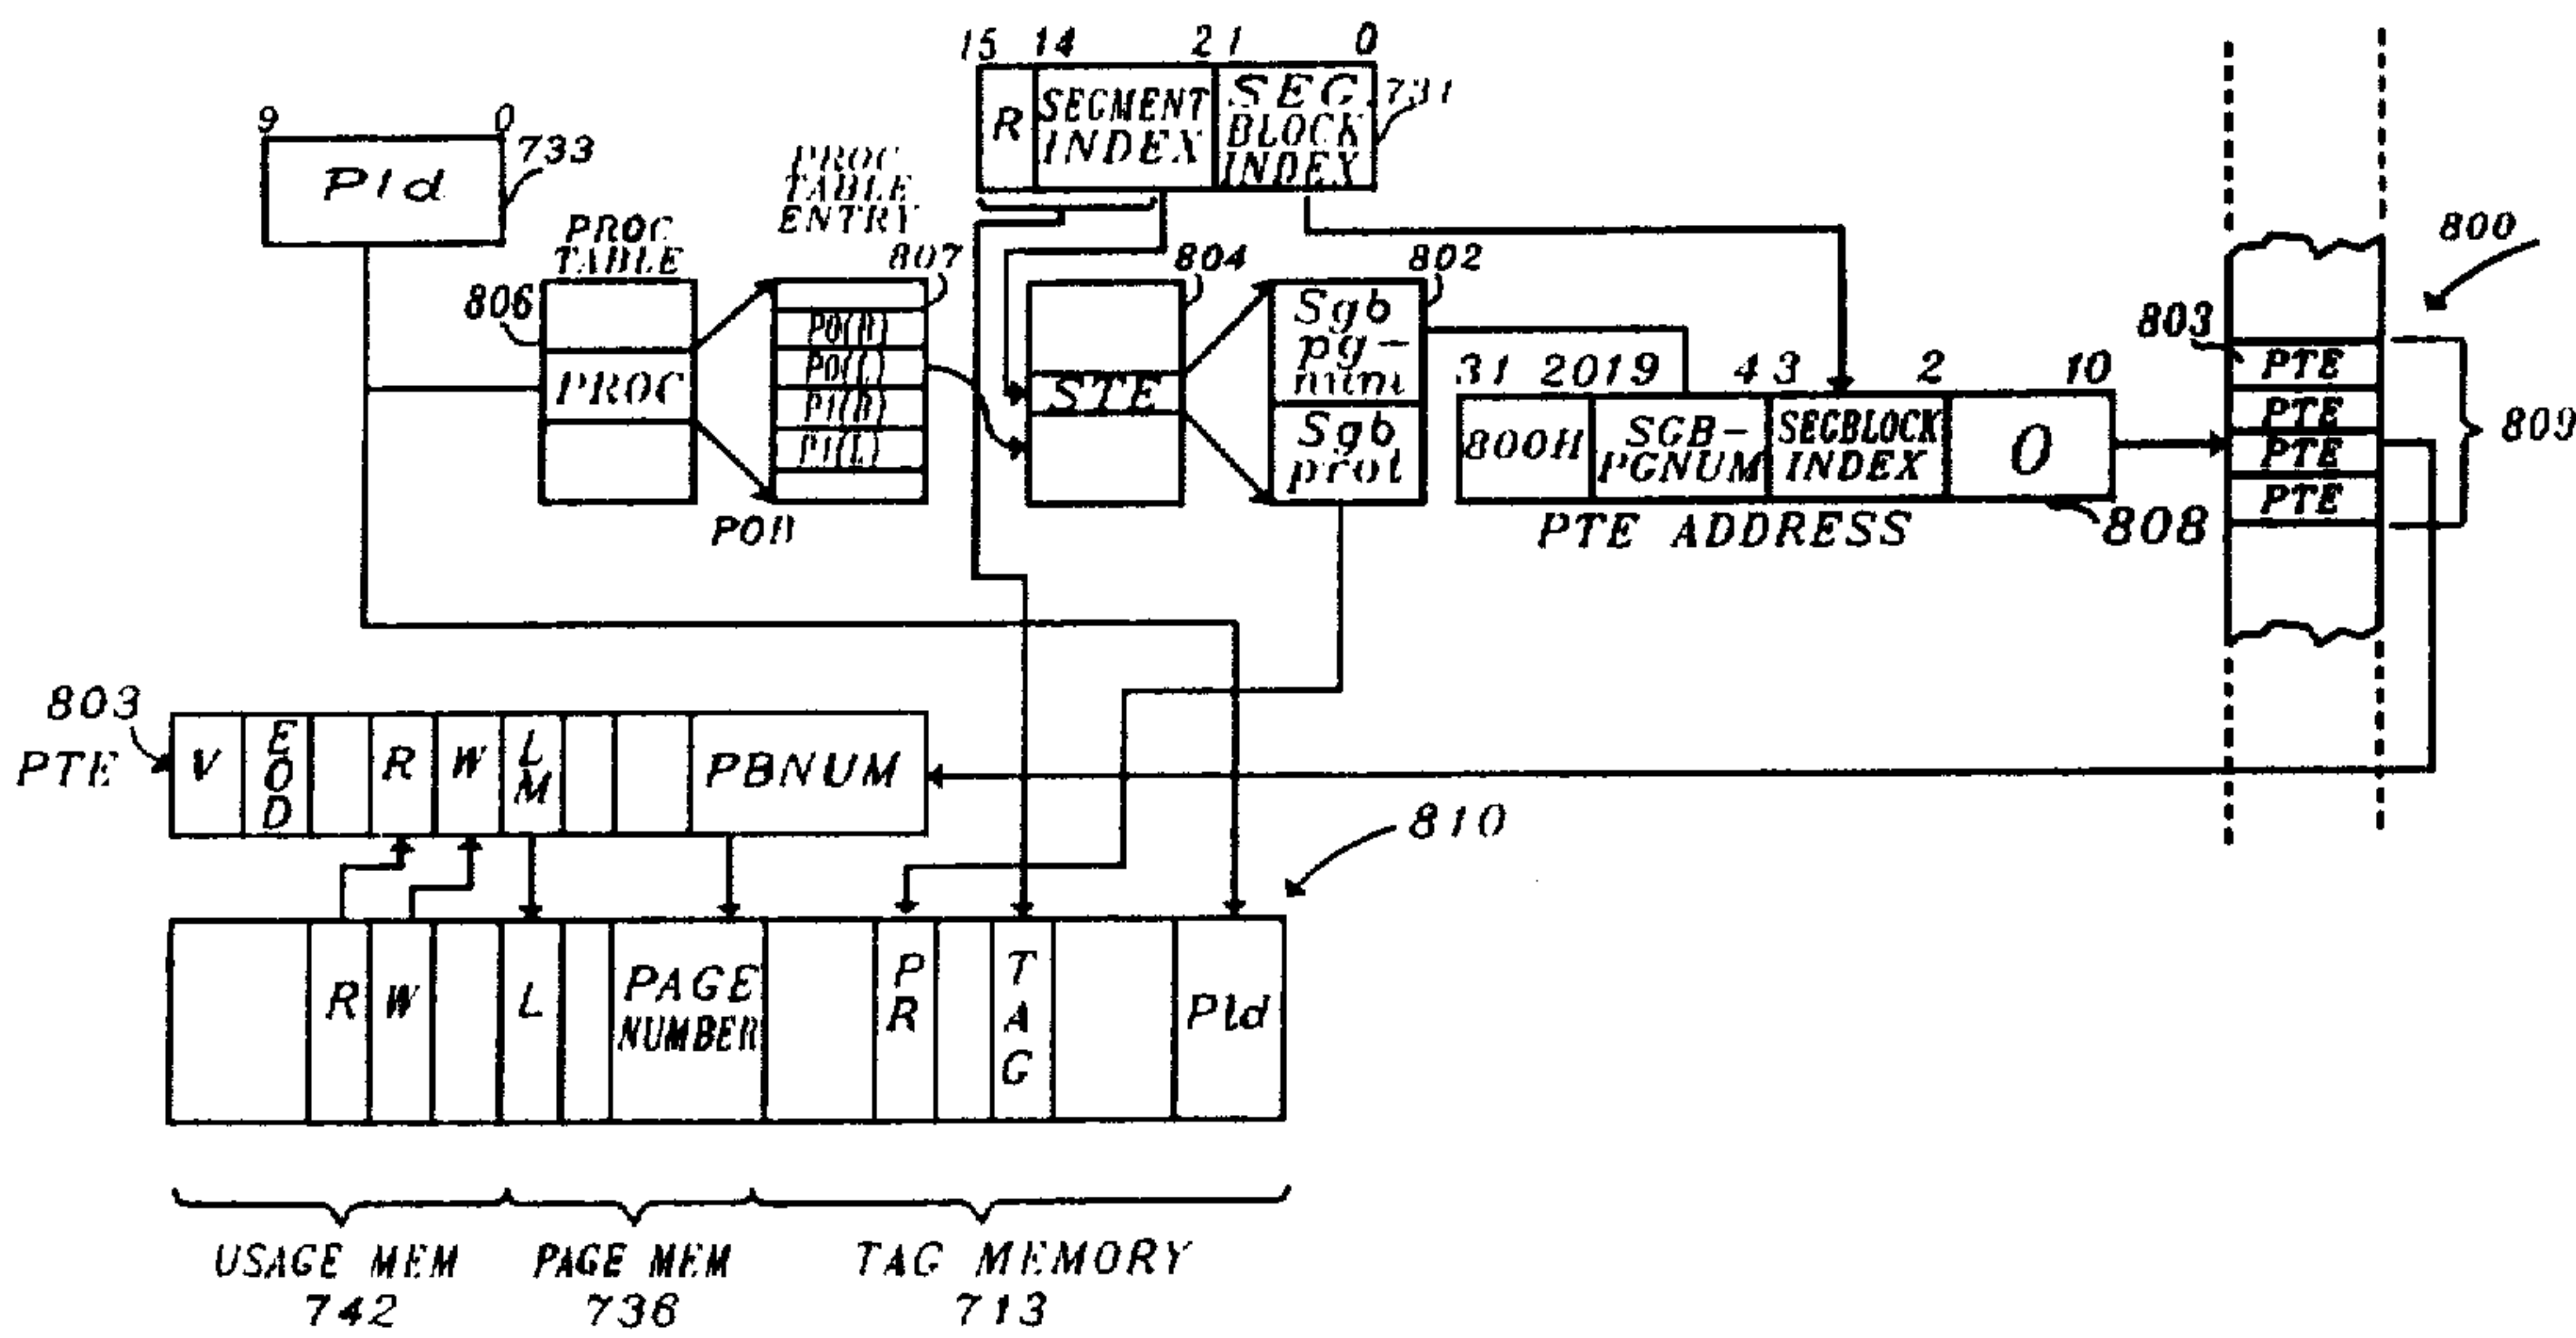 15 14 2 1 0
R SEGMENT INDEX SEG. BLOCK INDEX
731
9 0
PId
733
PROC TABLE
PROC TABLE ENTRY
806
807
804
802
800
PROC
P0(R)
P1(R)
P1(L)
STE
Sgb pg-
Sgb prot
31 20 19 4 3 2 1 0
800H SGB-PGNUM SEGBLOCK INDEX 0
PTE ADDRESS
808
803
PTE
PTE
PTE
PTE
809
803
PTE
V EOD R W LM PBNUM
810
R W L PAGE NUMBER PR TAG PId
USAGE MEM
742
PAGE MEM
736
TAG MEMORY
713